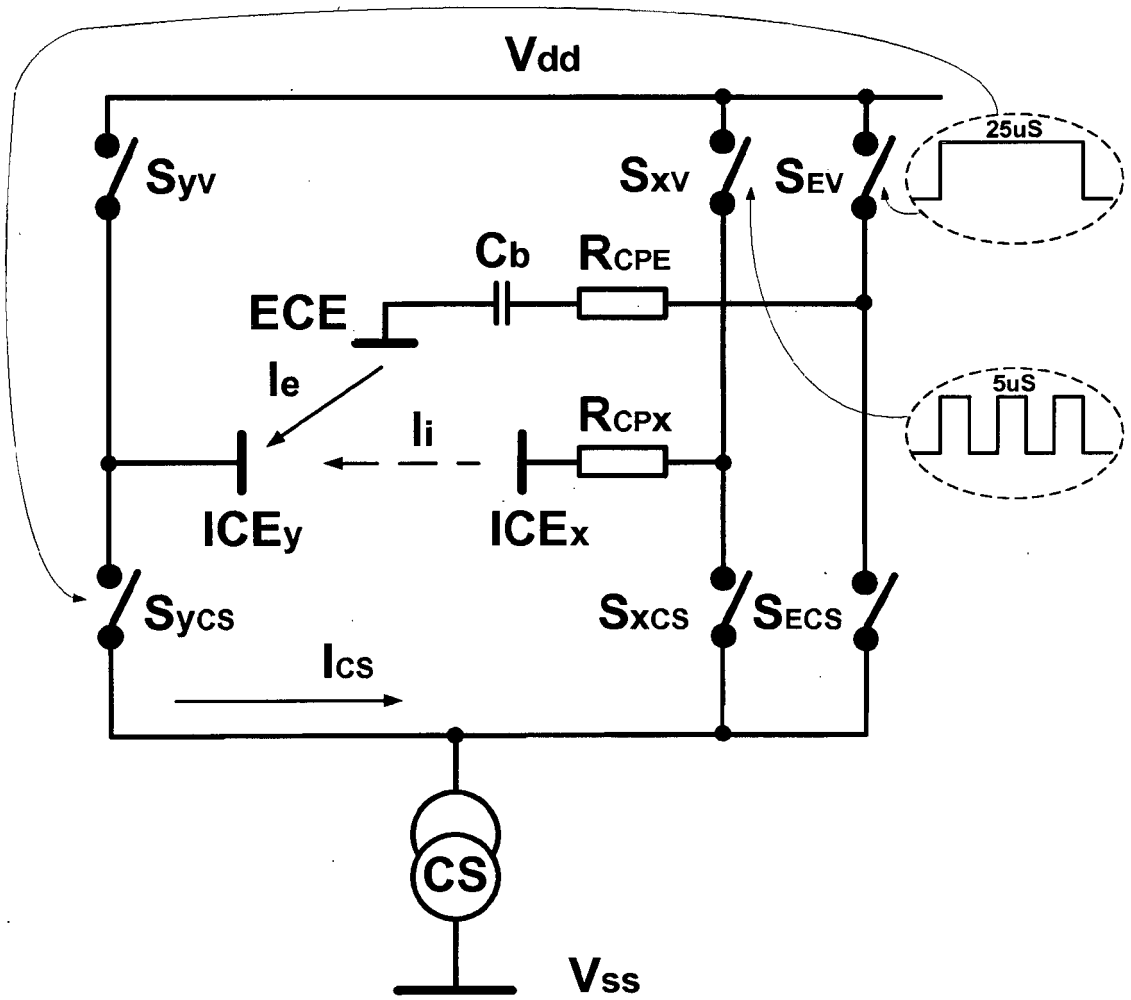 Vdd
25uS
SyV
SxV
SEV
Cb
RCPE
ECE
Ie
5uS
RCPx
Ii
ICEy
ICEx
SyCS
SxCS
SECS
ICS
CS
Vss